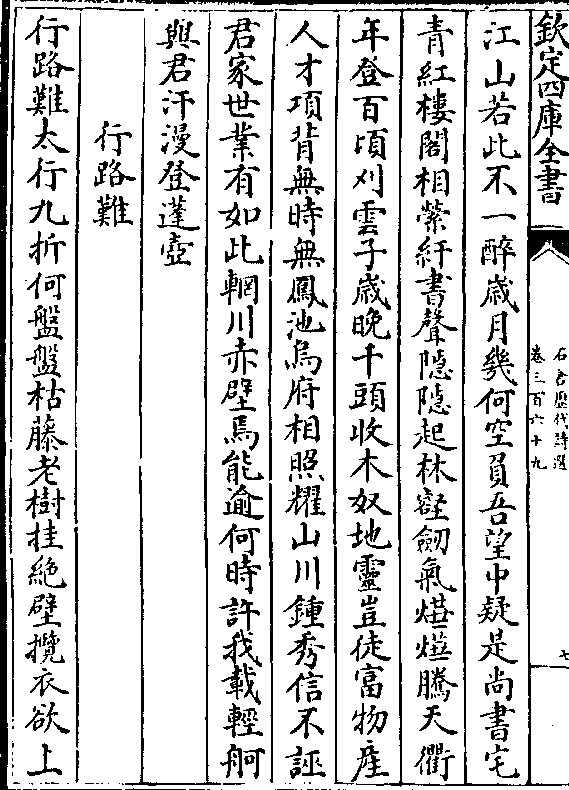 欽定四庫全書
石倉歷代詩選
卷三百六十九
七
江山若此不一醉歲月幾何空負吾望中疑是尚書宅
青紅樓閣相縈紆書聲隱隱起林壑劒氣㷸㷸騰天衢
年登百頃刈雲子歲晚千頭收木奴地靈豈徒富物產
人才項背無時無鳳池烏府相照耀山川鍾秀信不誣
君家世業有如此輞川赤壁焉能逾何時許我載輕舸
與君汗漫登蓬壺
行路難
行路難太行九折何盤盤枯藤老樹挂絶壁攬衣欲上